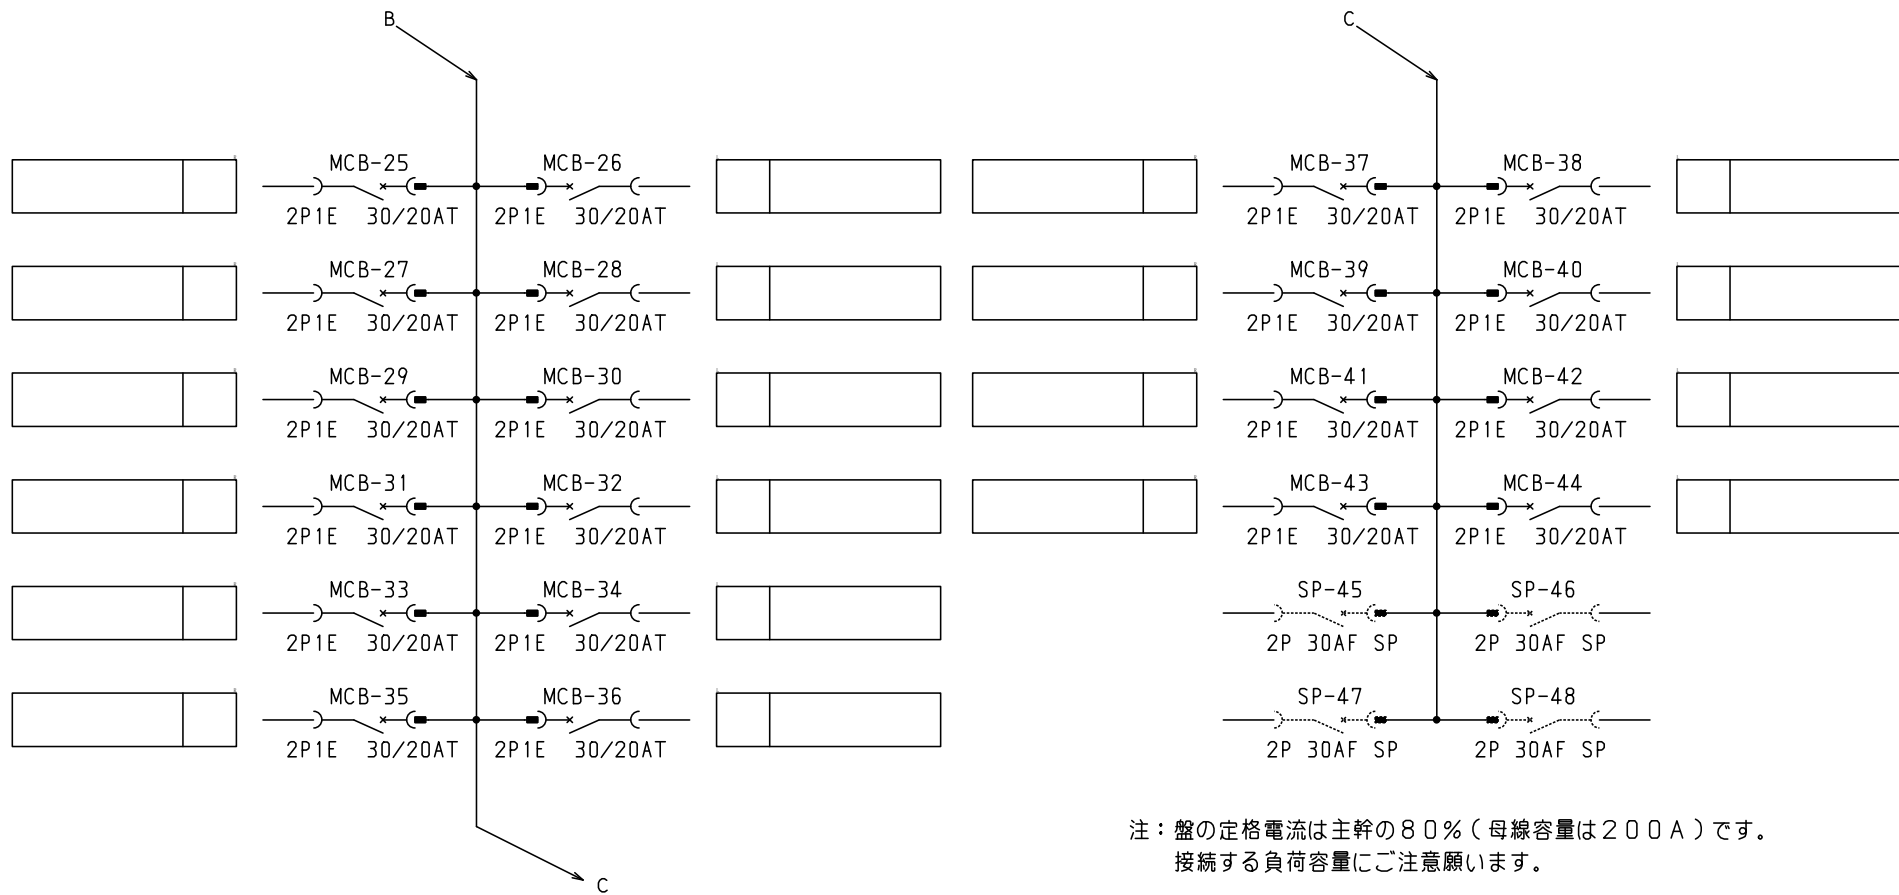 B
MCB-25 MCB-26
2P1E 30/20AT 2P1E 30/20AT
MCB-27 MCB-28
2P1E 30/20AT 2P1E 30/20AT
MCB-29 MCB-30
2P1E 30/20AT 2P1E 30/20AT
MCB-31 MCB-32
2P1E 30/20AT 2P1E 30/20AT
MCB-33 MCB-34
2P1E 30/20AT 2P1E 30/20AT
MCB-35 MCB-36
2P1E 30/20AT 2P1E 30/20AT
C
C
MCB-37 MCB-38
2P1E 30/20AT 2P1E 30/20AT
MCB-39 MCB-40
2P1E 30/20AT 2P1E 30/20AT
MCB-41 MCB-42
2P1E 30/20AT 2P1E 30/20AT
MCB-43 MCB-44
2P1E 30/20AT 2P1E 30/20AT
SP-45 SP-46
2P 30AF SP 2P 30AF SP
SP-47 SP-48
2P 30AF SP 2P 30AF SP
注：盤の定格電流は主幹の８０％（母線容量は２００Ａ）です。
接続する負荷容量にご注意願います。